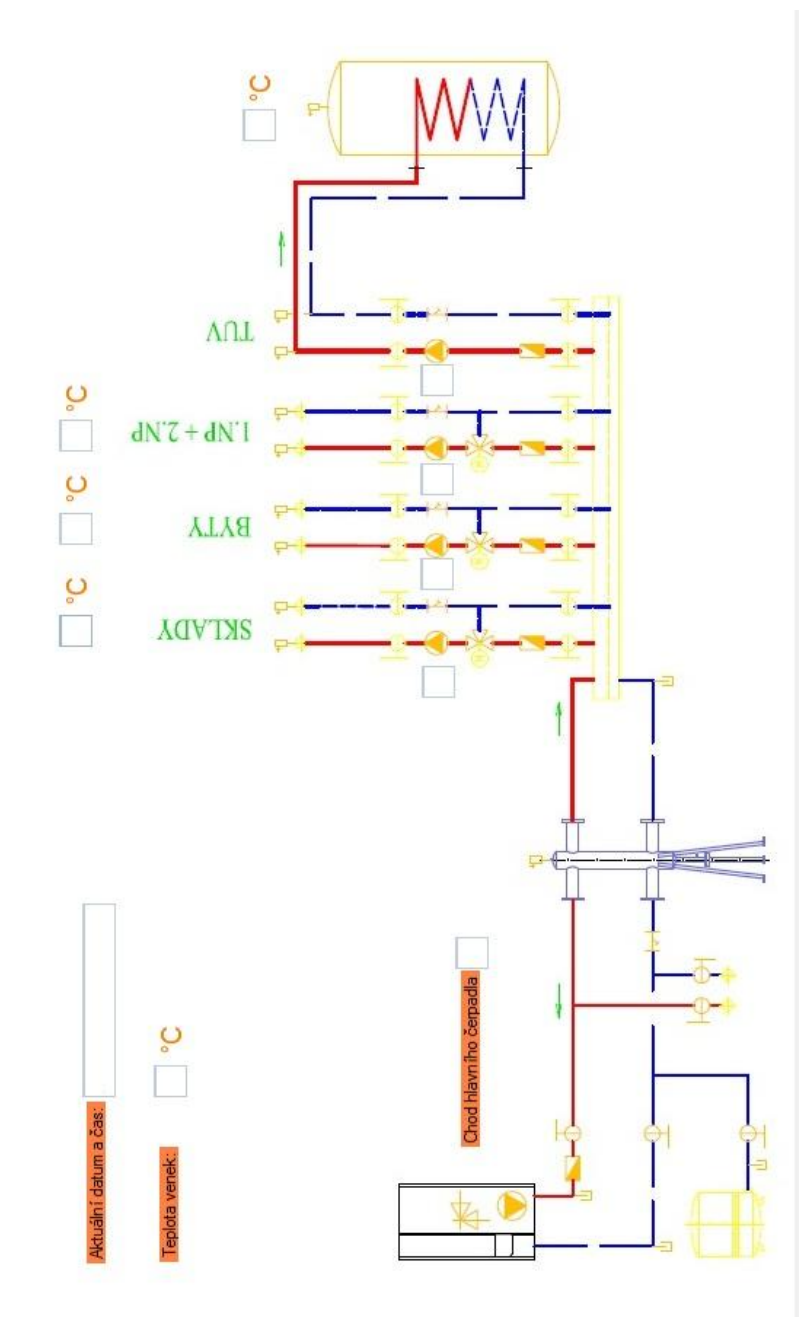 Aktuální datum a čas:
Teplota venek:
°C
Chod hlavního čerpadla
°C
°C
°C
°C
SKLADY
BYTY
1.NP + 2.NP
TUV